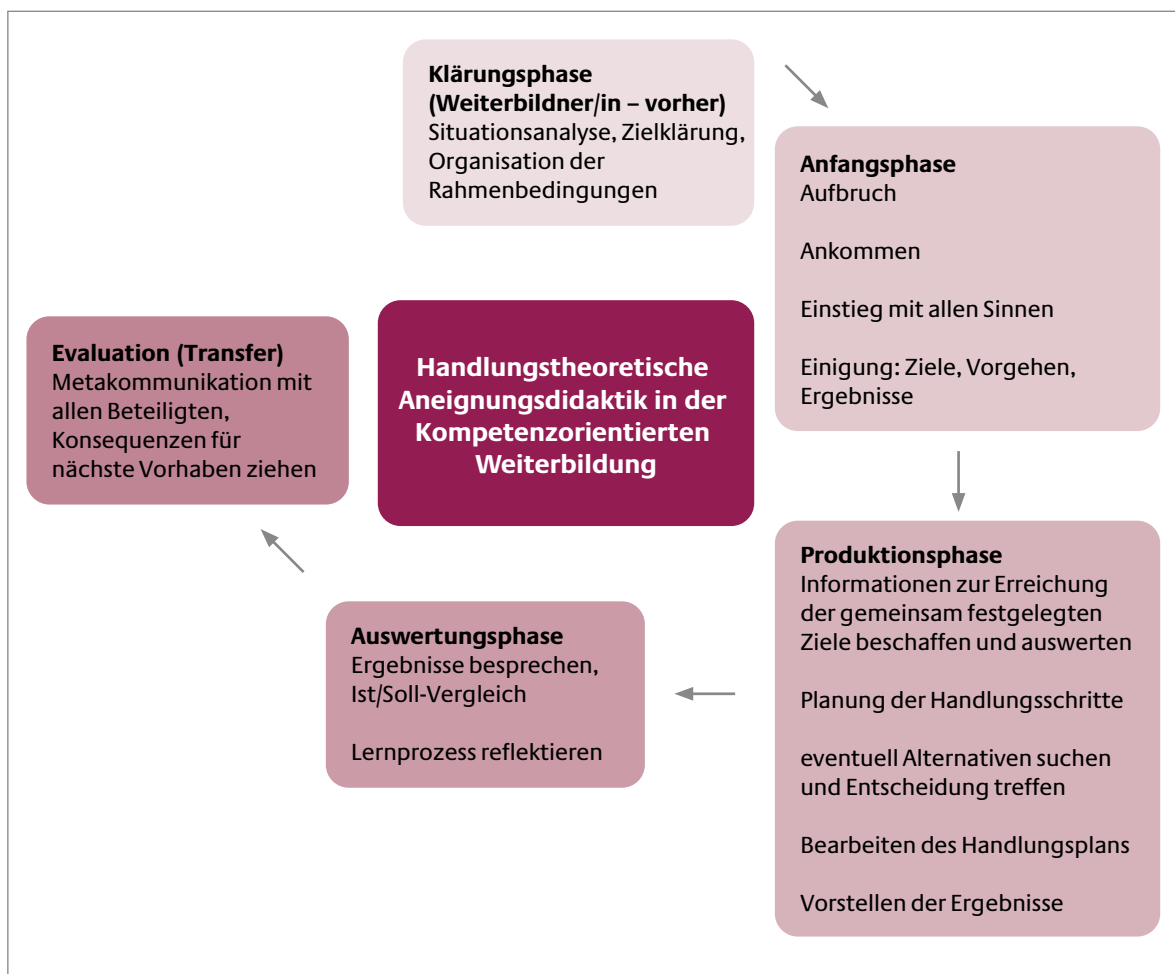 Klärungsphase
(Weiterbildner/in – vorher)
Situationsanalyse, Zielklärung,
Organisation der
Rahmenbedingungen
Anfangsphase
Aufbruch
Ankommen
Einstieg mit allen Sinnen
Einigung: Ziele, Vorgehen,
Ergebnisse
Handlungstheoretische
Aneignungsdidaktik in der
Kompetenzorientierten
Weiterbildung
Evaluation (Transfer)
Metakommunikation mit
allen Beteiligten,
Konsequenzen für
nächste Vorhaben ziehen
Produktionsphase
Informationen zur Erreichung
der gemeinsam festgelegten
Ziele beschaffen und auswerten
Planung der Handlungsschritte
eventuell Alternativen suchen
und Entscheidung treffen
Bearbeiten des Handlungsplans
Vorstellen der Ergebnisse
Auswertungsphase
Ergebnisse besprechen,
Ist/Soll-Vergleich
Lernprozess reflektieren